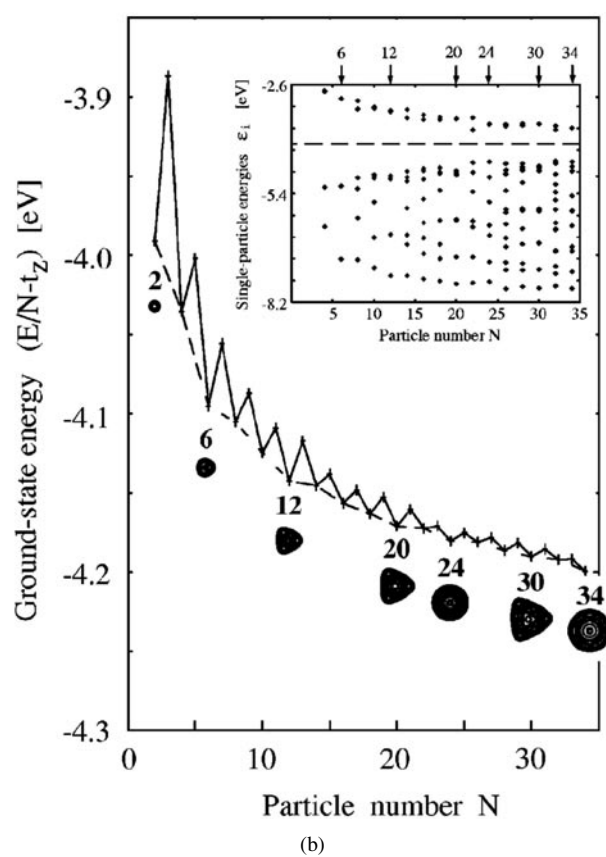 6 12 20 24 30 34
-2.6
-5.4
-8.2
Single-particle energies ε i [eV]
5 10 15 20 25 30 35
Particle number N
-3.9
-4.0
-4.1
-4.2
-4.3
Ground-state energy (E/N-tZ) [eV]
2
6
12
20
24
30
34
0 10 20 30
Particle number N
(b)